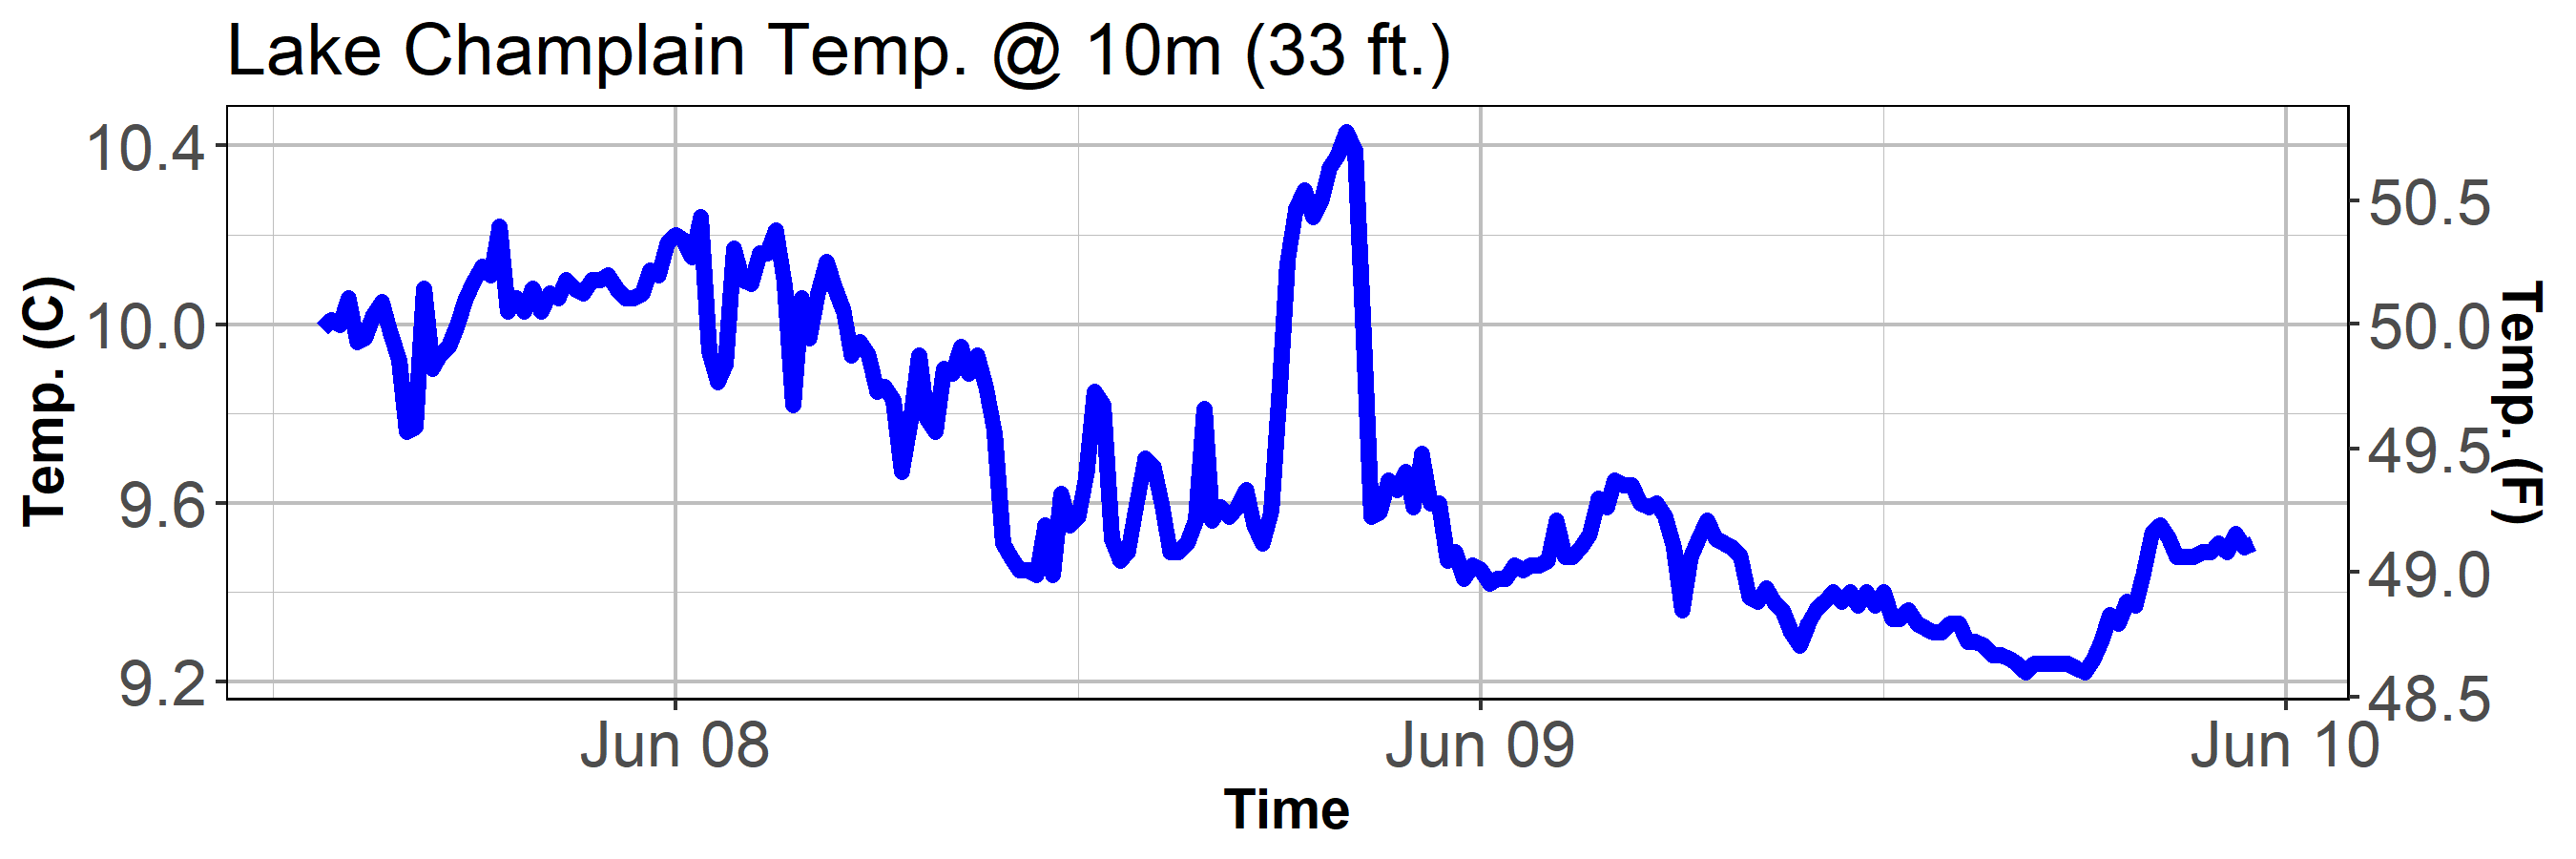 Lake Champlain Temp. @ 10m (33 ft.)
Temp. (C)
10.4
10.0
9.6
9.2
50.5
50.0
49.5
49.0
48.5
Temp. (F)
Jun 08
Jun 09
Jun 10
Time